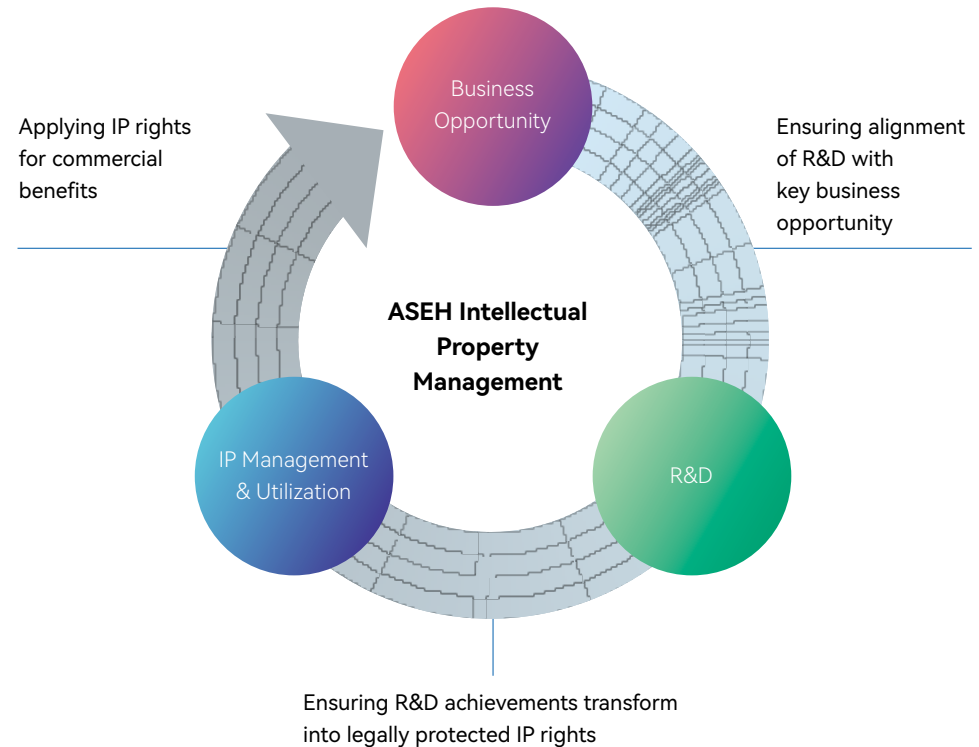 Business
Opportunity
Applying IP rights
for commercial
benefits
Ensuring alignment
of R&D with
key business
opportunity
ASEH Intellectual
Property
Management
IP Management
& Utilization
R&D
Ensuring R&D achievements transform
into legally protected IP rights